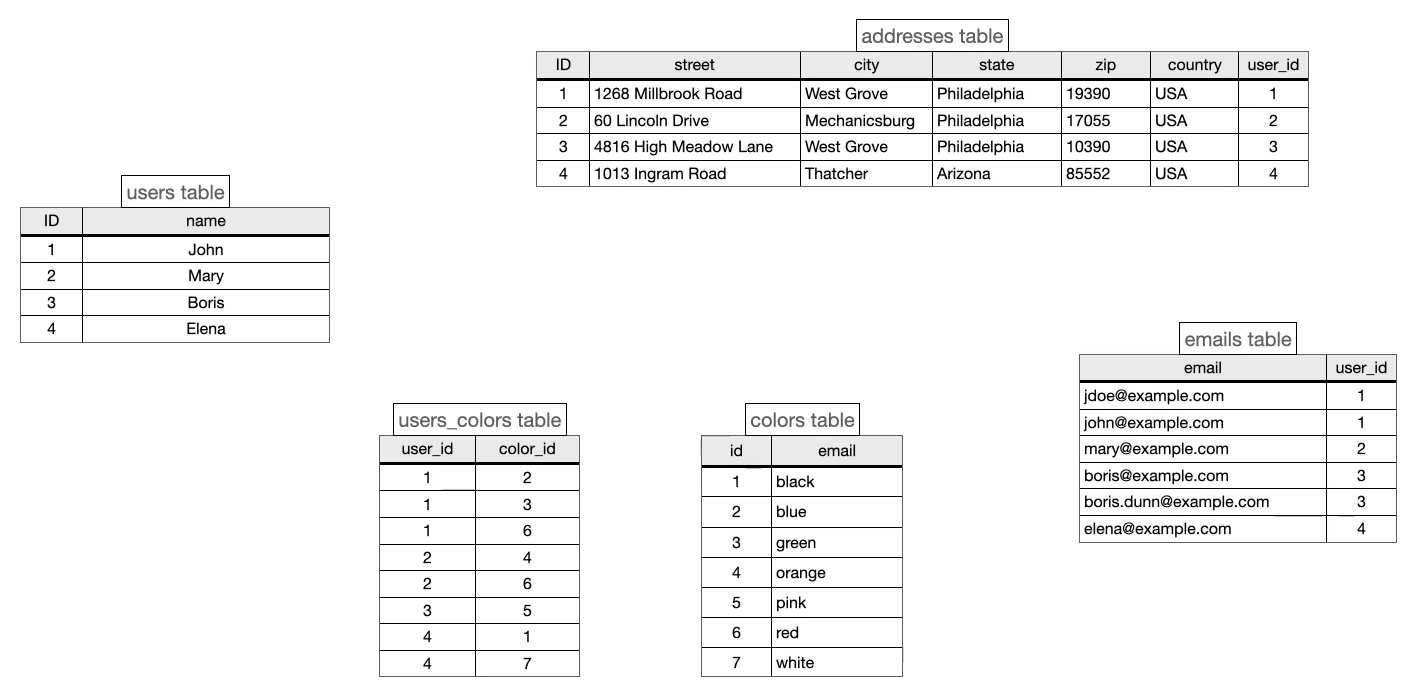 addresses table
ID street city state zip country user_id
1 1268 Millbrook Road West Grove Philadelphia 19390 USA 1
2 60 Lincoln Drive Mechanicsburg Philadelphia 17055 USA 2
3 4816 High Meadow Lane West Grove Philadelphia 10390 USA 3
4 1013 Ingram Road Thatcher Arizona 85552 USA 4
users table
ID name
1 John
2 Mary
3 Boris
4 Elena
emails table
email user_id
jdoe@example.com 1
john@example.com 1
mary@example.com 2
boris@example.com 3
boris.dunn@example.com 3
elena@example.com 4
users_colors table
user_id color_id
1 2
1 3
1 6
2 4
2 6
3 5
4 1
4 7
colors table
id email
1 black
2 blue
3 green
4 orange
5 pink
6 red
7 white